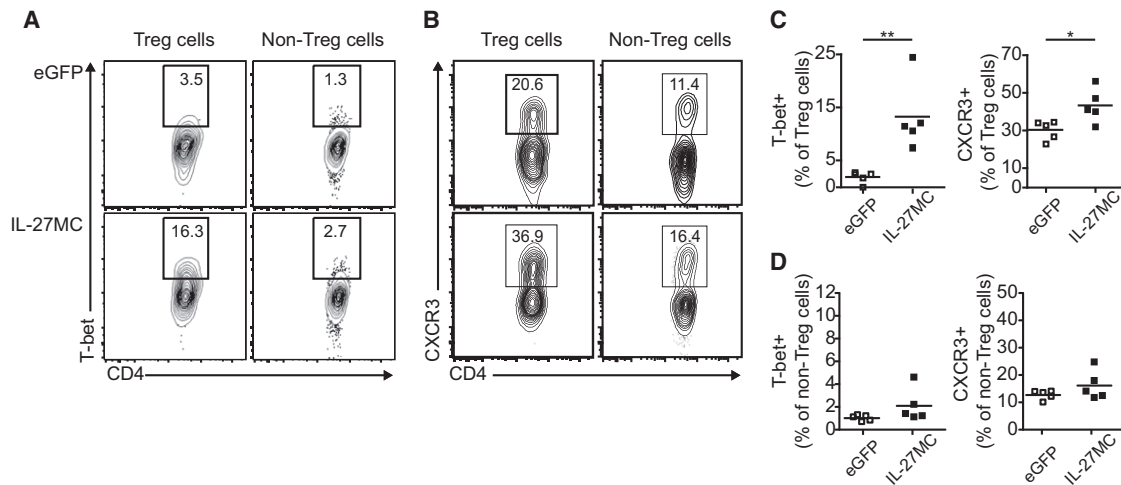 A
Treg cells
Non-Treg cells
eGFP
3.5
1.3
IL-27MC
16.3
2.7
T-bet
CD4
B
Treg cells
Non-Treg cells
20.6
11.4
36.9
16.4
CXCR3
CD4
C
**
25
15
5
0
T-bet+
(% of Treg cells)
eGFP
IL-27MC
*
70
50
30
10
0
CXCR3+
(% of Treg cells)
eGFP
IL-27MC
D
12
10
8
6
4
2
0
T-bet+
(% of non-Treg cells)
eGFP
IL-27MC
50
40
30
20
10
0
CXCR3+
(% of non-Treg cells)
eGFP
IL-27MC